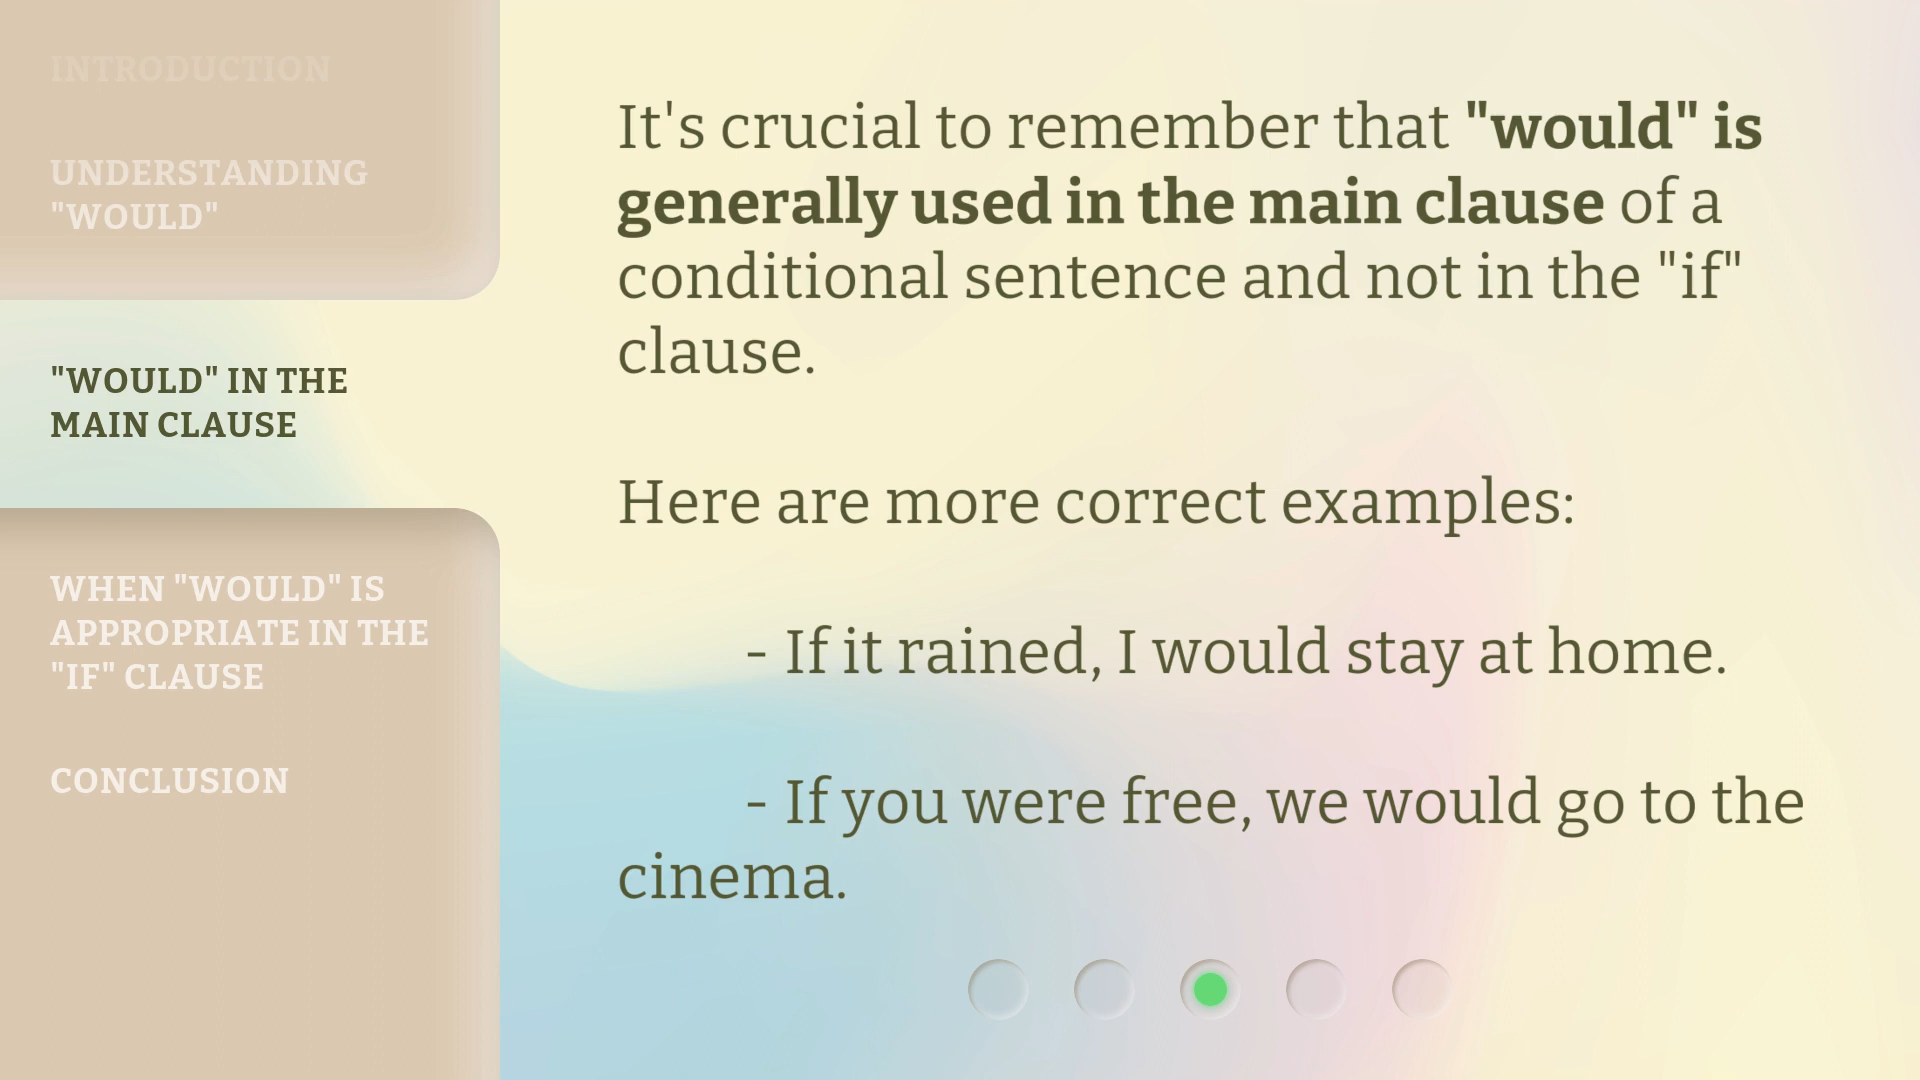 INTRODUCTION
UNDERSTANDING
"WOULD"
"WOULD" IN THE
MAIN CLAUSE
WHEN "WOULD" IS
APPROPRIATE IN THE
"IF" CLAUSE
CONCLUSION
It's crucial to remember that "would" is
generally used in the main clause of a
conditional sentence and not in the "if"
clause.
Here are more correct examples:
- If it rained, I would stay at home.
- If you were free, we would go to the
cinema.